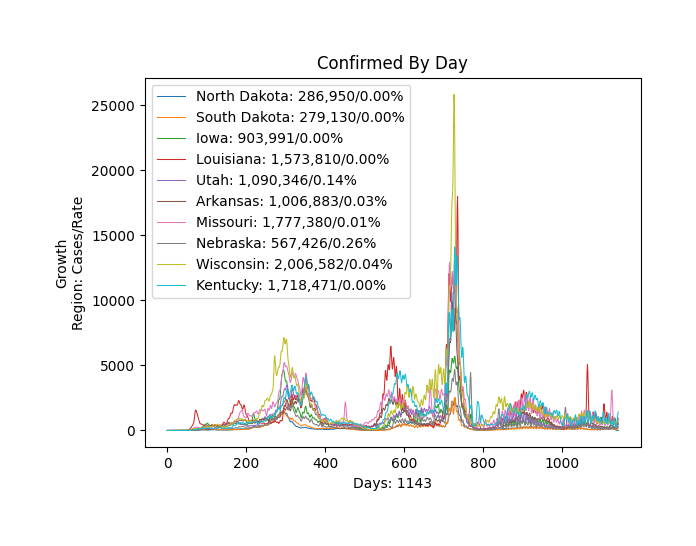 Confirmed By Day
Growth
Region: Cases/Rate
25000
20000
15000
10000
5000
0
North Dakota: 286,950/0.00%
South Dakota: 279,130/0.00%
Iowa: 903,991/0.00%
Louisiana: 1,573,810/0.00%
Utah: 1,090,346/0.14%
Arkansas: 1,006,883/0.03%
Missouri: 1,777,380/0.01%
Nebraska: 567,426/0.26%
Wisconsin: 2,006,582/0.04%
Kentucky: 1,718,471/0.00%
0 200 400 600 800 1000
Days: 1143